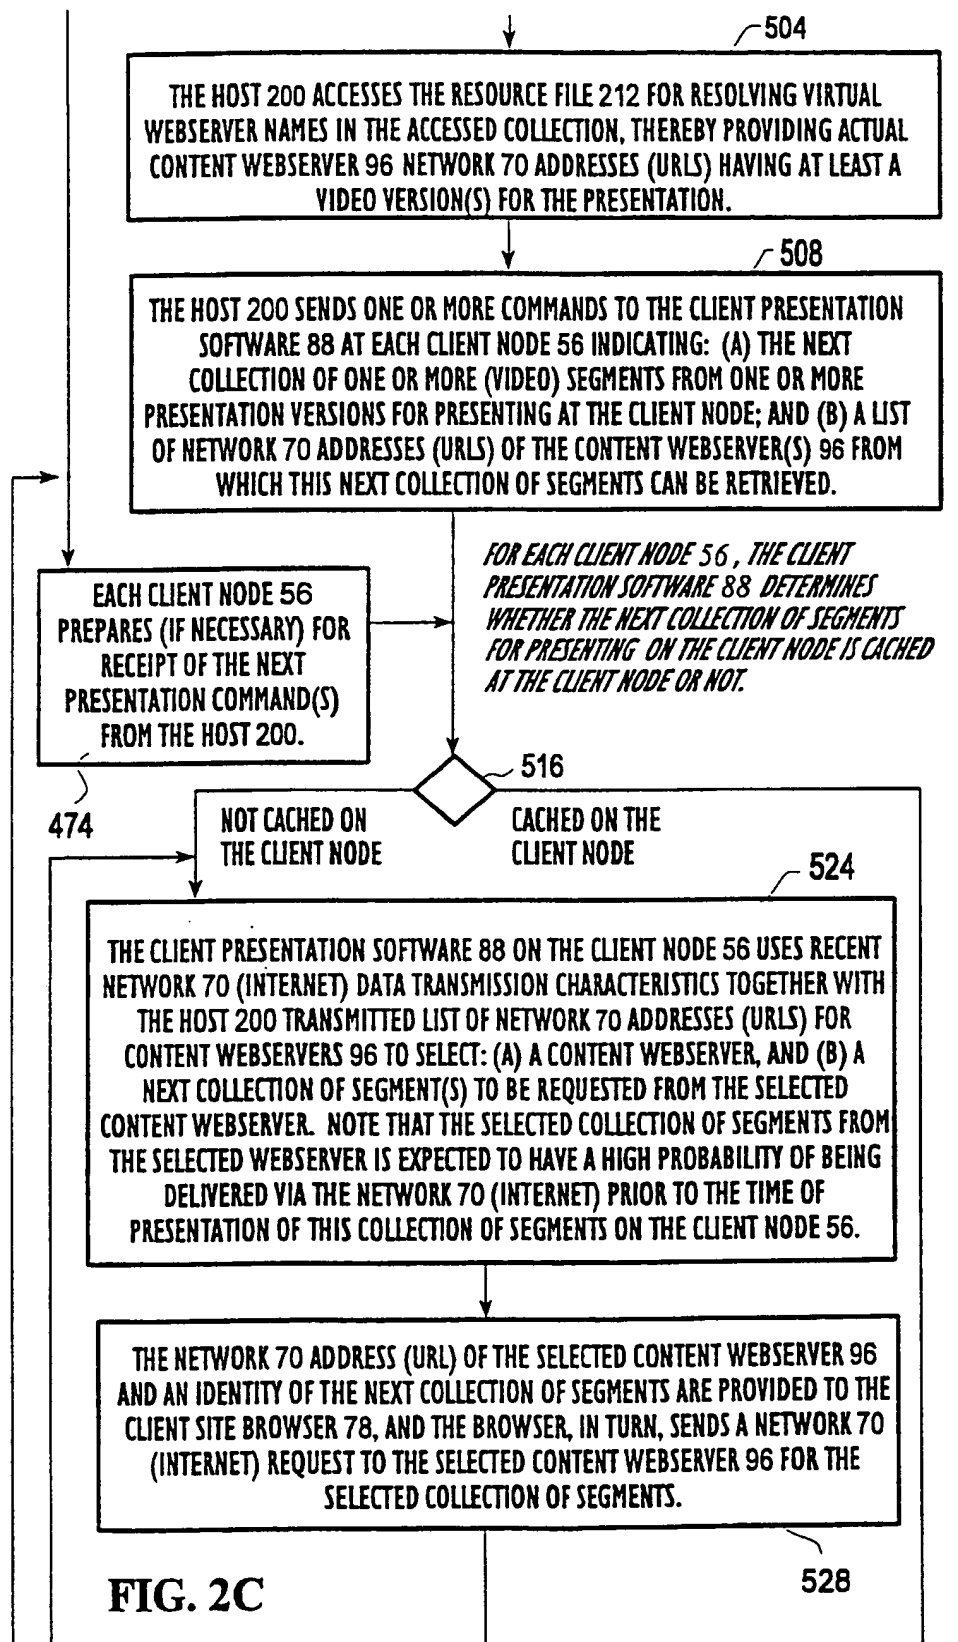 504
THE HOST 200 ACCESSES THE RESOURCE FILE 212 FOR RESOLVING VIRTUAL
WEBSERVER NAMES IN THE ACCESSED COLLECTION, THEREBY PROVIDING ACTUAL
CONTENT WEBSERVER 96 NETWORK 70 ADDRESSES (URLS) HAVING AT LEAST A
VIDEO VERSION(S) FOR THE PRESENTATION.
508
THE HOST 200 SENDS ONE OR MORE COMMANDS TO THE CLIENT PRESENTATION
SOFTWARE 88 AT EACH CLIENT NODE 56 INDICATING: (A) THE NEXT
COLLECTION OF ONE OR MORE (VIDEO) SEGMENTS FROM ONE OR MORE
PRESENTATION VERSIONS FOR PRESENTING AT THE CLIENT NODE; AND (B) A LIST
OF NETWORK 70 ADDRESSES (URLS) OF THE CONTENT WEBSERVER(S) 96 FROM
WHICH THIS NEXT COLLECTION OF SEGMENTS CAN BE RETRIEVED.
EACH CLIENT NODE 56
PREPARES (IF NECESSARY) FOR
RECEIPT OF THE NEXT
PRESENTATION COMMAND(S)
FROM THE HOST 200.
474
FOR EACH CLIENT NODE 56, THE CLIENT
PRESENTATION SOFTWARE 88 DETERMINES
WHETHER THE NEXT COLLECTION OF SEGMENTS
FOR PRESENTING ON THE CLIENT NODE IS CACHED
AT THE CLIENT NODE OR NOT.
516
NOT CACHED ON
THE CLIENT NODE
CACHED ON THE
CLIENT NODE
524
THE CLIENT PRESENTATION SOFTWARE 88 ON THE CLIENT NODE 56 USES RECENT
NETWORK 70 (INTERNET) DATA TRANSMISSION CHARACTERISTICS TOGETHER WITH
THE HOST 200 TRANSMITTED LIST OF NETWORK 70 ADDRESSES (URLS) FOR
CONTENT WEBSERVERS 96 TO SELECT: (A) A CONTENT WEBSERVER, AND (B) A
NEXT COLLECTION OF SEGMENT(S) TO BE REQUESTED FROM THE SELECTED
CONTENT WEBSERVER. NOTE THAT THE SELECTED COLLECTION OF SEGMENTS FROM
THE SELECTED WEBSERVER IS EXPECTED TO HAVE A HIGH PROBABILITY OF BEING
DELIVERED VIA THE NETWORK 70 (INTERNET) PRIOR TO THE TIME OF
PRESENTATION OF THIS COLLECTION OF SEGMENTS ON THE CLIENT NODE 56.
THE NETWORK 70 ADDRESS (URL) OF THE SELECTED CONTENT WEBSERVER 96
AND AN IDENTITY OF THE NEXT COLLECTION OF SEGMENTS ARE PROVIDED TO THE
CLIENT SITE BROWSER 78, AND THE BROWSER, IN TURN, SENDS A NETWORK 70
(INTERNET) REQUEST TO THE SELECTED CONTENT WEBSERVER 96 FOR THE
SELECTED COLLECTION OF SEGMENTS.
528
FIG. 2C